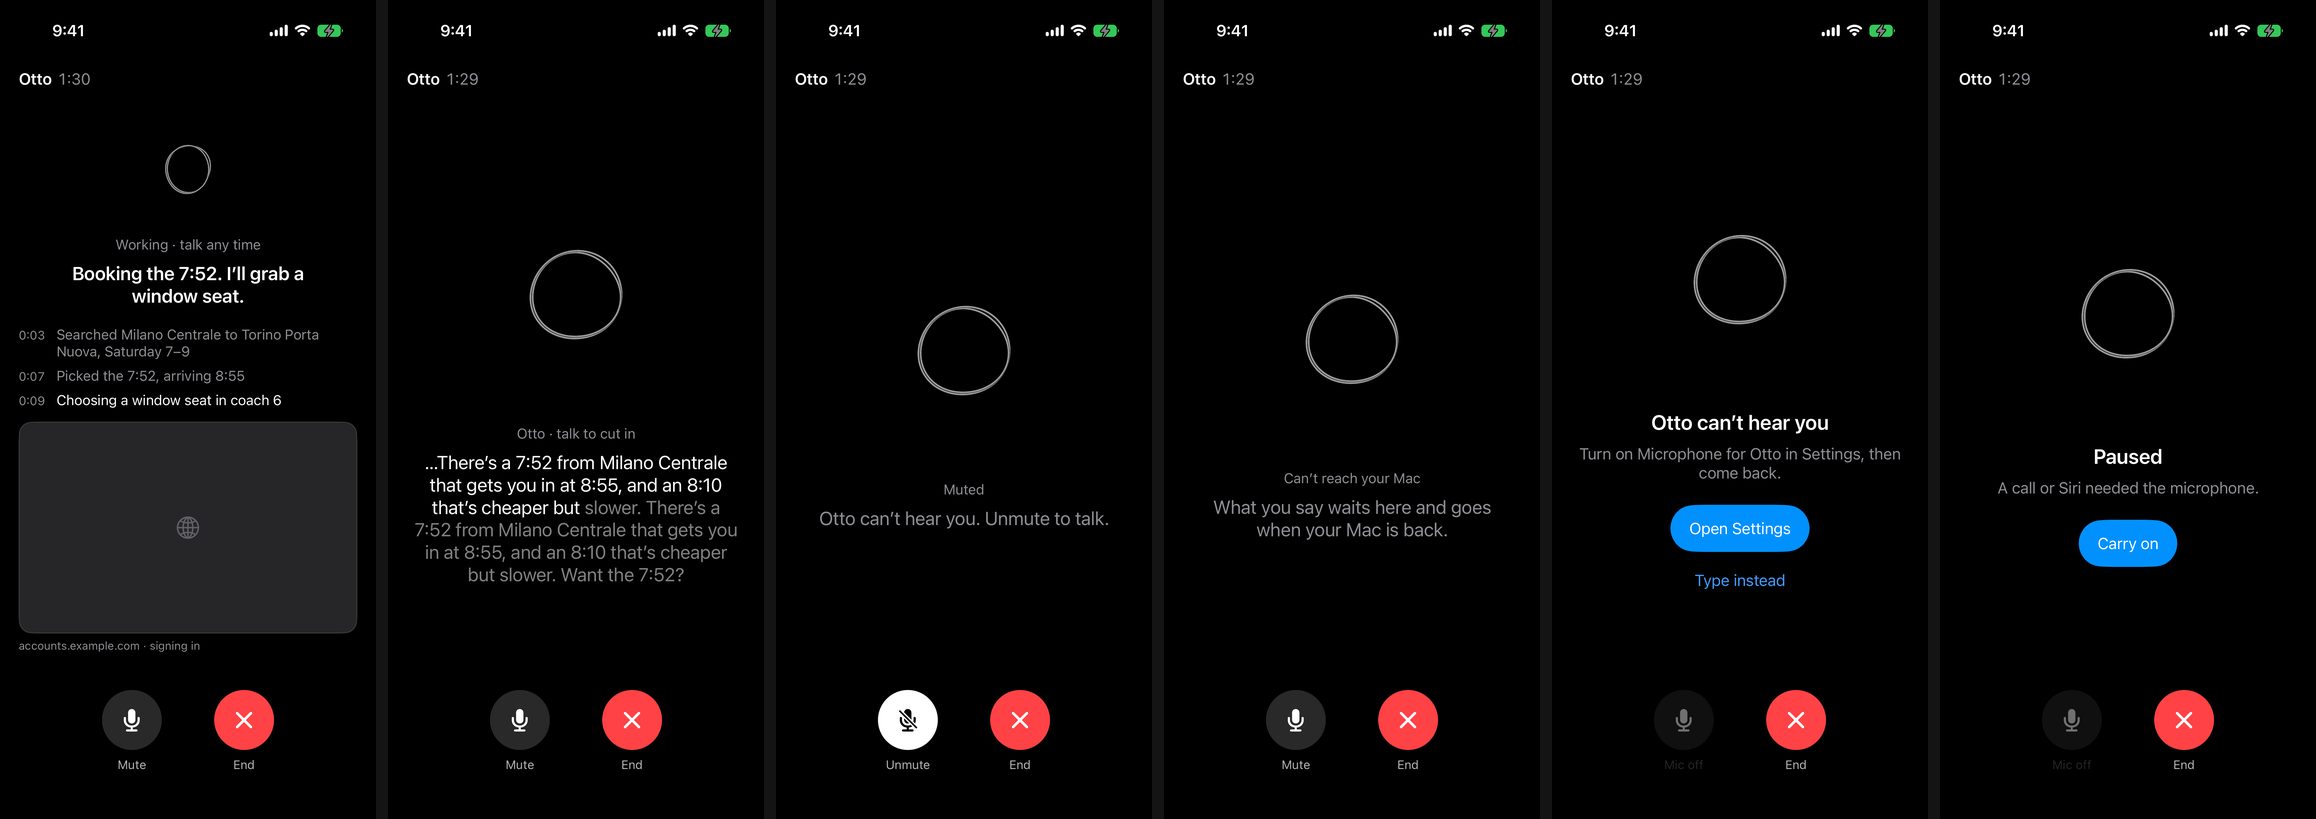 9:41
Otto 1:30
Working · talk any time
Booking the 7:52. I’ll grab a
window seat.
0:03 Searched Milano Centrale to Torino Porta
Nuova, Saturday 7–9
0:07 Picked the 7:52, arriving 8:55
0:09 Choosing a window seat in coach 6
accounts.example.com · signing in
Mute
End
9:41
Otto 1:29
Otto · talk to cut in
...There’s a 7:52 from Milano Centrale
that gets you in at 8:55, and an 8:10
that’s cheaper but slower. There’s a
7:52 from Milano Centrale that gets you
in at 8:55, and an 8:10 that’s cheaper
but slower. Want the 7:52?
Mute
End
9:41
Otto 1:29
Muted
Otto can’t hear you. Unmute to talk.
Unmute
End
9:41
Otto 1:29
Can’t reach your Mac
What you say waits here and goes
when your Mac is back.
Mute
End
9:41
Otto 1:29
Otto can’t hear you
Turn on Microphone for Otto in Settings, then
come back.
Open Settings
Type instead
Mic off
End
9:41
Otto 1:29
Paused
A call or Siri needed the microphone.
Carry on
Mic off
End